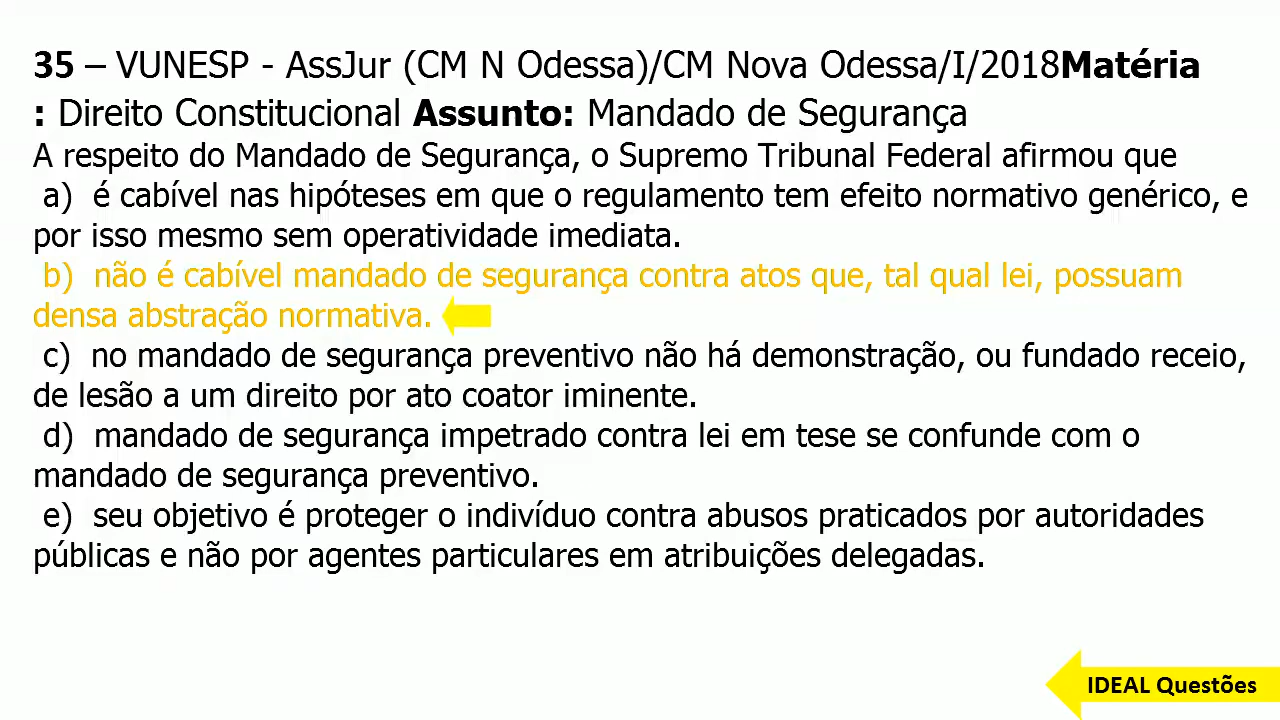 35 – VUNESP - AssJur (CM N Odessa)/CM Nova Odessa/I/2018Matéria
: Direito Constitucional Assunto: Mandado de Segurança
A respeito do Mandado de Segurança, o Supremo Tribunal Federal afirmou que
a) é cabível nas hipóteses em que o regulamento tem efeito normativo genérico, e
por isso mesmo sem operatividade imediata.
b) não é cabível mandado de segurança contra atos que, tal qual lei, possuam
densa abstração normativa.
c) no mandado de segurança preventivo não há demonstração, ou fundado receio,
de lesão a um direito por ato coator iminente.
d) mandado de segurança impetrado contra lei em tese se confunde com o
mandado de segurança preventivo.
e) seu objetivo é proteger o indivíduo contra abusos praticados por autoridades
públicas e não por agentes particulares em atribuições delegadas.
IDEAL Questões